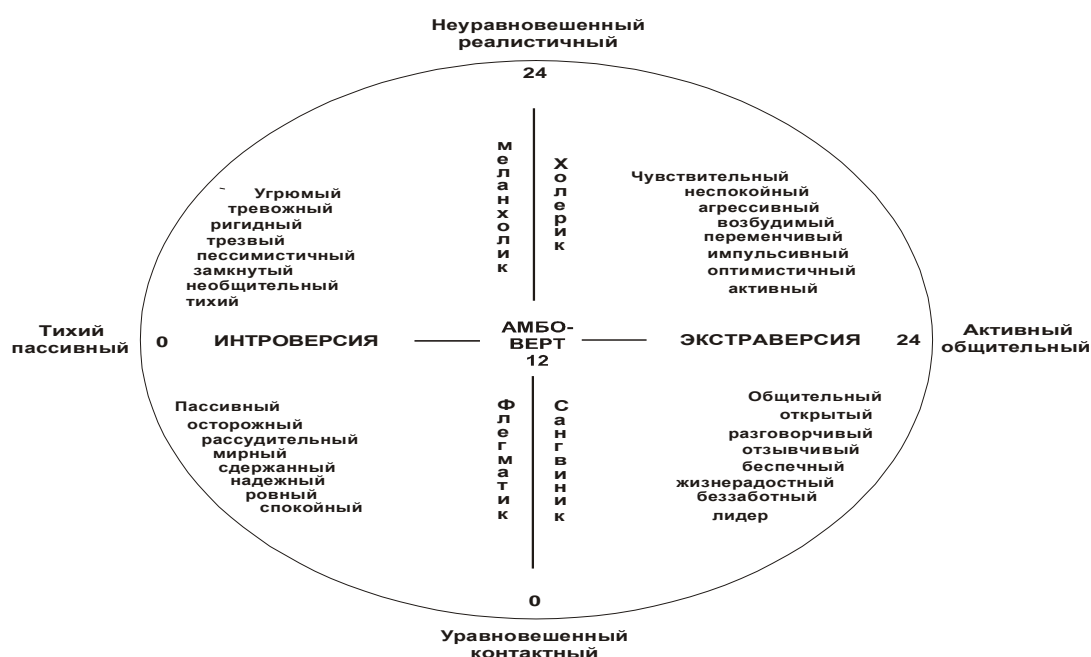 Неуравновешенный
реалистичный
24
меланхолик
Холерик
Угрюмый
тревожный
ригидный
трезвый
пессимистичный
замкнутый
необщительный
тихий
Чувствительный
неспокойный
агрессивный
возбудимый
переменчивый
импульсивный
оптимистичный
активный
Тихий
пассивный
0
ИНТРОВЕРСИЯ
АМБО-
ВЕРТ
12
ЭКСТРАВЕРСИЯ
24
Активный
общительный
Пассивный
осторожный
рассудительный
мирный
сдержанный
надежный
ровный
спокойный
Флегматик
Сангвиник
Общительный
открытый
разговорчивый
отзывчивый
беспечный
жизнерадостный
беззаботный
лидер
0
Уравновешенный
контактный